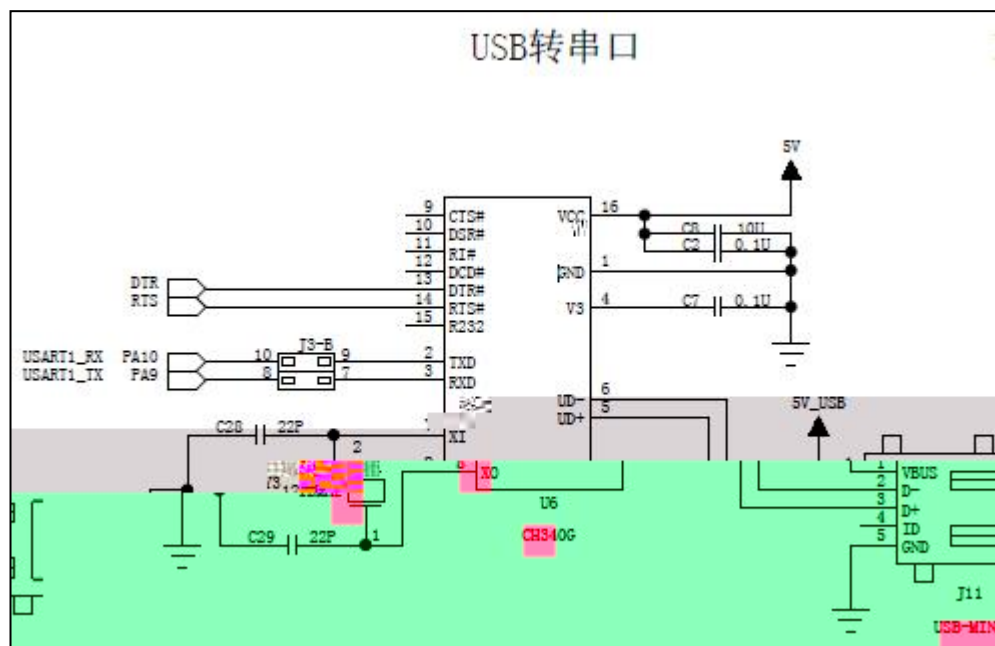 USB转串口
5V
9 CTS# VCC 16
10 DSR# C8 10U
11 RI# C2 0.1U
12 DCD# GND 1
DTR 13 DTR#
RTS 14 RTS# V3 4 C7 0.1U
15 R232
J3-B
USART1_RX PA10 10 9 2 TXD
USART1_TX PA9 8 7 3 RXD
UD- 6
UD+ 5 5V_USB
C28 22P XI
2
XO 1 VBUS
2 D-
U6 3 D+
4 ID
C29 22P 1 CH340G 5 GND
J11
USB-MIN